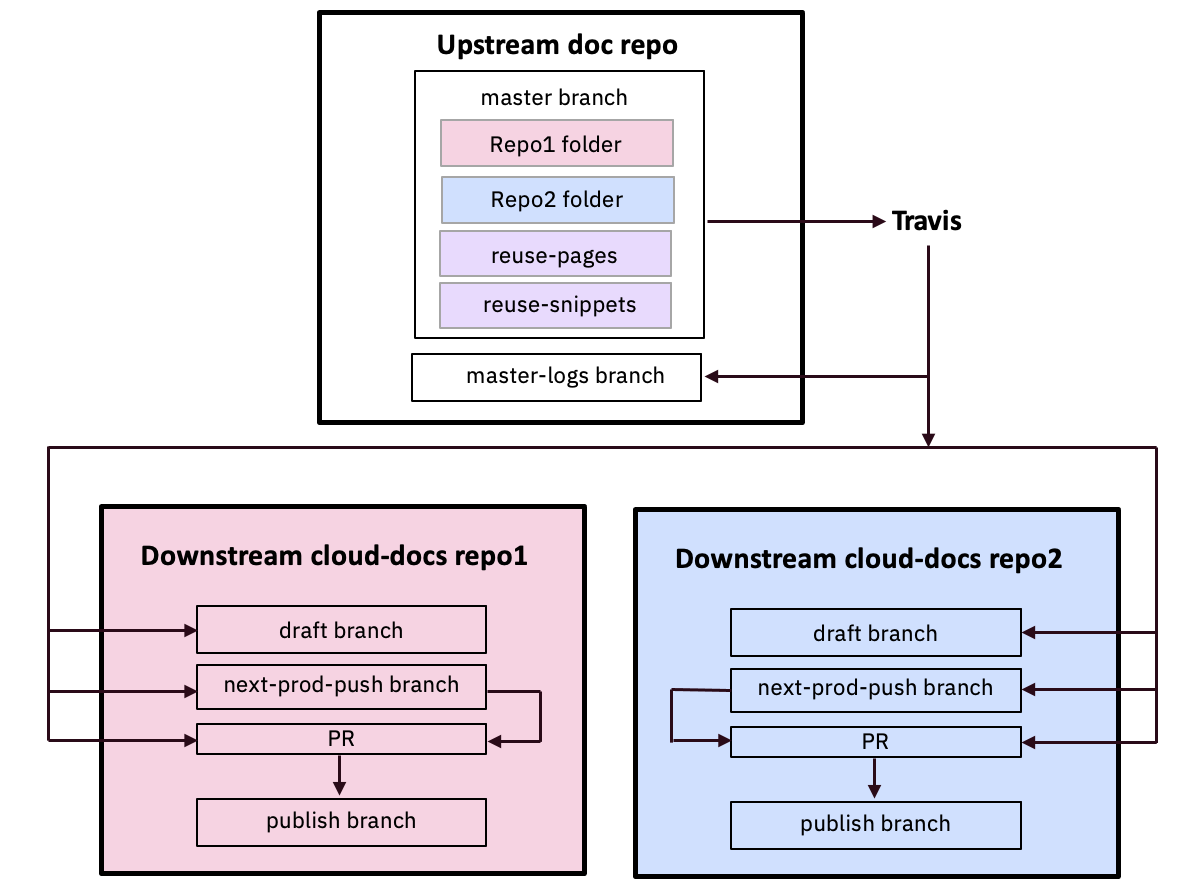 Upstream doc repo
master branch
Repo1 folder
Repo2 folder
reuse-pages
reuse-snippets
master-logs branch
Travis
Downstream cloud-docs repo1
draft branch
next-prod-push branch
PR
publish branch
Downstream cloud-docs repo2
draft branch
next-prod-push branch
PR
publish branch